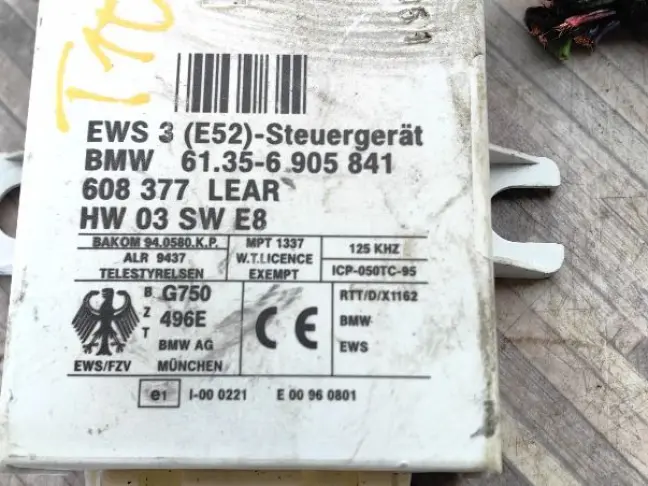 EWS 3 (E52)-Steuergerät
BMW 61.35-6 905 841
608 377 LEAR
HW 03 SW E8
BAKOM 94.0580.K.P.
ALR 9437
TELESTYRELSEN
MPT 1337
W.T.LICENCE
EXEMPT
125 KHZ
ICP-050TC-95
BZT
G750
496E
BMW AG
EWS/FZV MÜNCHEN
CE
RTT/D/X1162
BMW
EWS
e1 I-00 0221 E 00 96 0801